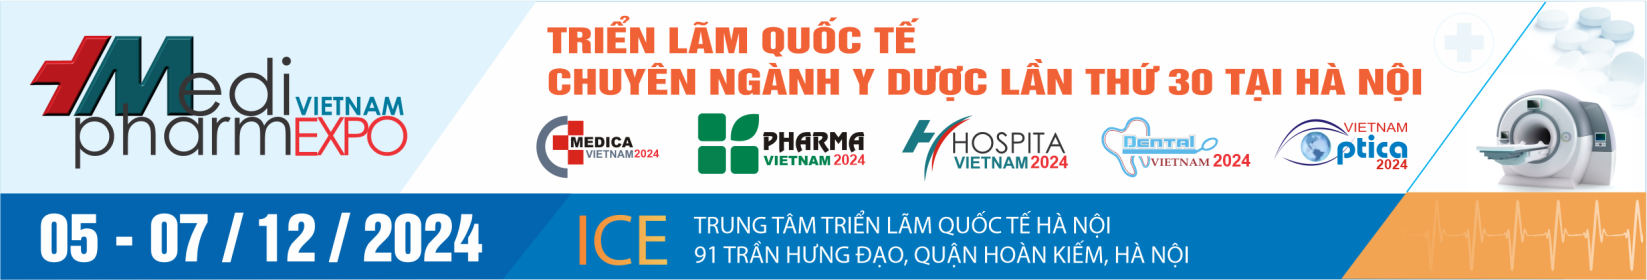 Medi VIETNAM
pharm EXPO
TRIỂN LÃM QUỐC TẾ
CHUYÊN NGÀNH Y DƯỢC LẦN THỨ 30 TẠI HÀ NỘI
MEDICA
VIETNAM2024
PHARMA
VIETNAM 2024
HOSPITA
VIETNAM 2024
DENTAL
VIETNAM 2024
VIETNAM
Optica
2024
05 - 07 / 12 / 2024
ICE
TRUNG TÂM TRIỂN LÃM QUỐC TẾ HÀ NỘI
91 TRẦN HƯNG ĐẠO, QUẬN HOÀN KIẾM, HÀ NỘI